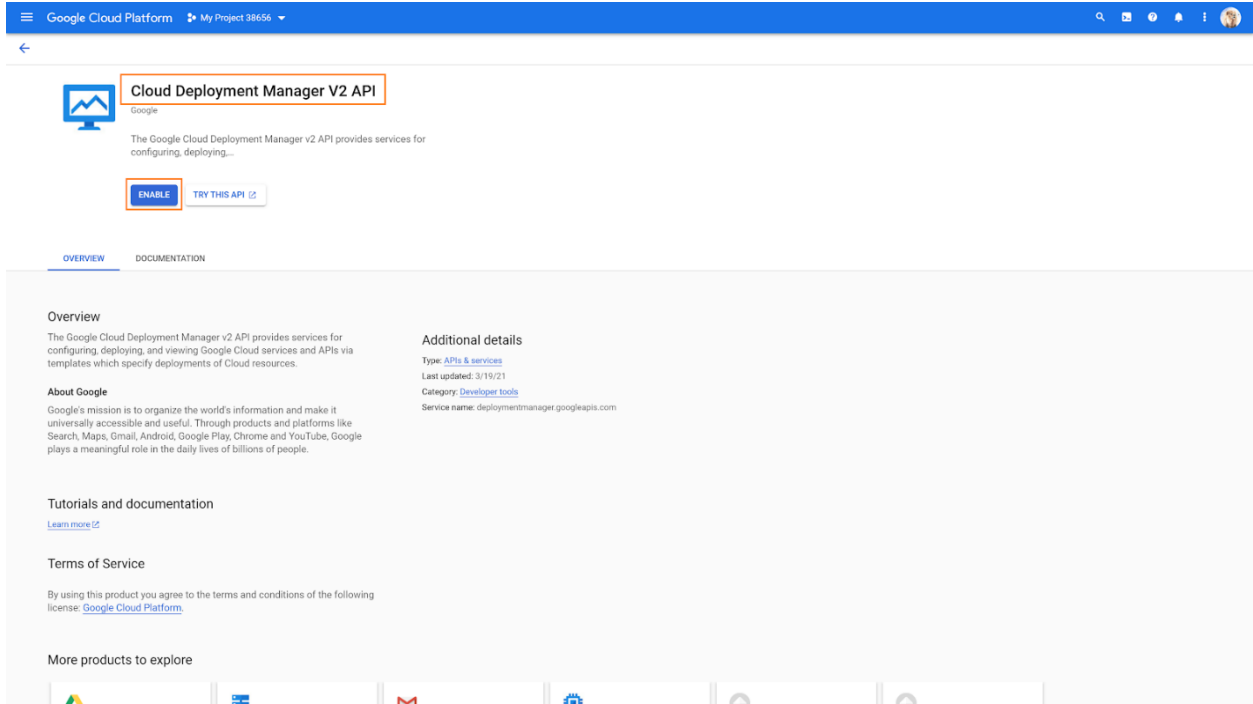 Google Cloud Platform My Project 38656
Cloud Deployment Manager V2 API
Google
The Google Cloud Deployment Manager v2 API provides services for
configuring, deploying,...
ENABLE TRY THIS API
OVERVIEW DOCUMENTATION
Overview
The Google Cloud Deployment Manager v2 API provides services for
configuring, deploying, and viewing Google Cloud services and APIs via
templates which specify deployments of Cloud resources.
About Google
Google's mission is to organize the world's information and make it
universally accessible and useful. Through products and platforms like
Search, Maps, Gmail, Android, Google Play, Chrome and YouTube, Google
plays a meaningful role in the daily lives of billions of people.
Additional details
Type: APIs & services
Last updated: 3/19/21
Category: Developer tools
Service name: deploymentmanager.googleapis.com
Tutorials and documentation
Learn more
Terms of Service
By using this product you agree to the terms and conditions of the following
license: Google Cloud Platform.
More products to explore